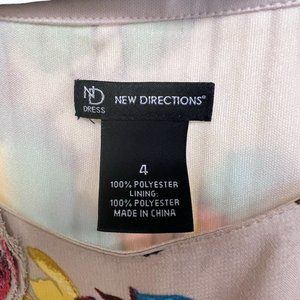 ND
DRESS
NEW DIRECTIONS®
4
100% POLYESTER
LINING:
100% POLYESTER
MADE IN CHINA